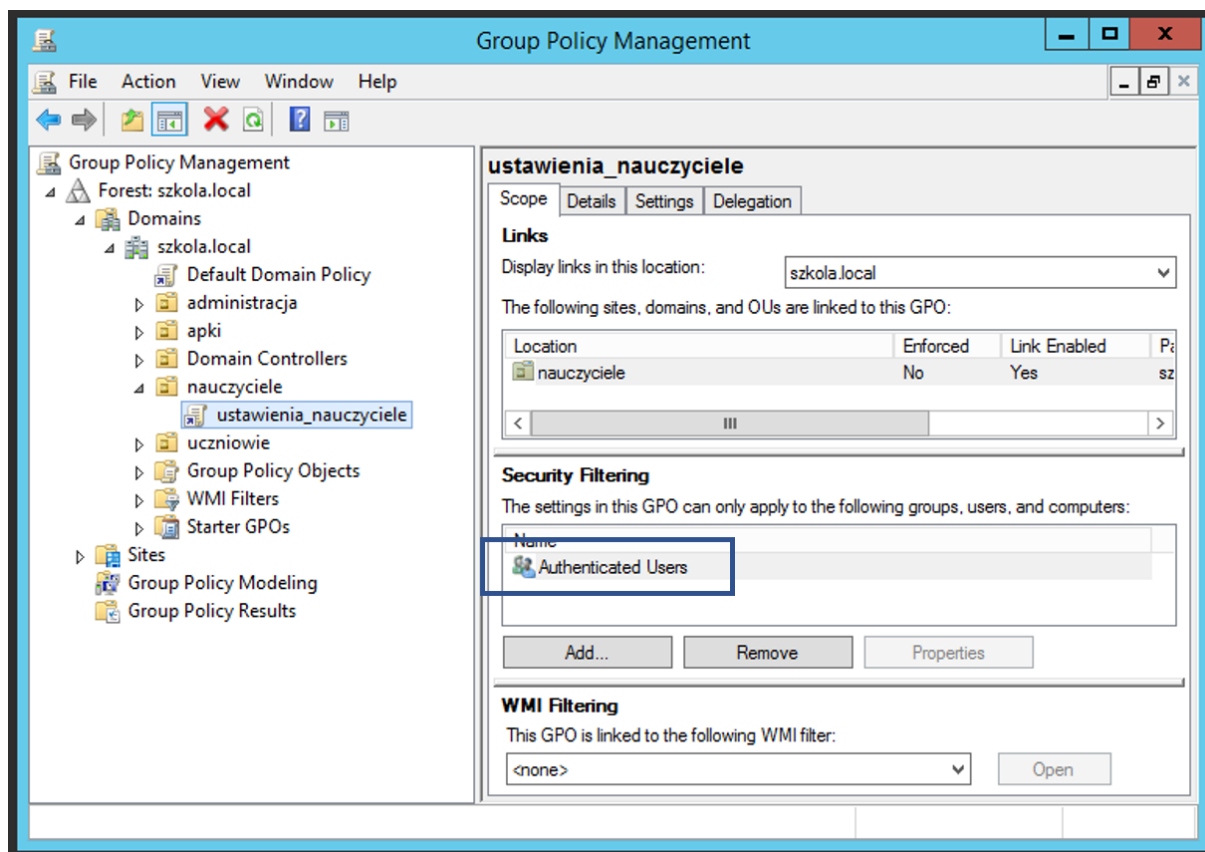 Group Policy Management
File Action View Window Help
Group Policy Management
Forest: szkola.local
Domains
szkola.local
Default Domain Policy
administracja
apki
Domain Controllers
nauczyciele
ustawienia_nauczyciele
uczniowie
Group Policy Objects
WMI Filters
Starter GPOs
Sites
Group Policy Modeling
Group Policy Results
ustawienia_nauczyciele
Scope Details Settings Delegation
Links
Display links in this location: szkola.local
The following sites, domains, and OUs are linked to this GPO:
Location Enforced Link Enabled Pa
nauczyciele No Yes sz
Security Filtering
The settings in this GPO can only apply to the following groups, users, and computers:
Name
Authenticated Users
Add... Remove Properties
WMI Filtering
This GPO is linked to the following WMI filter:
<none> Open